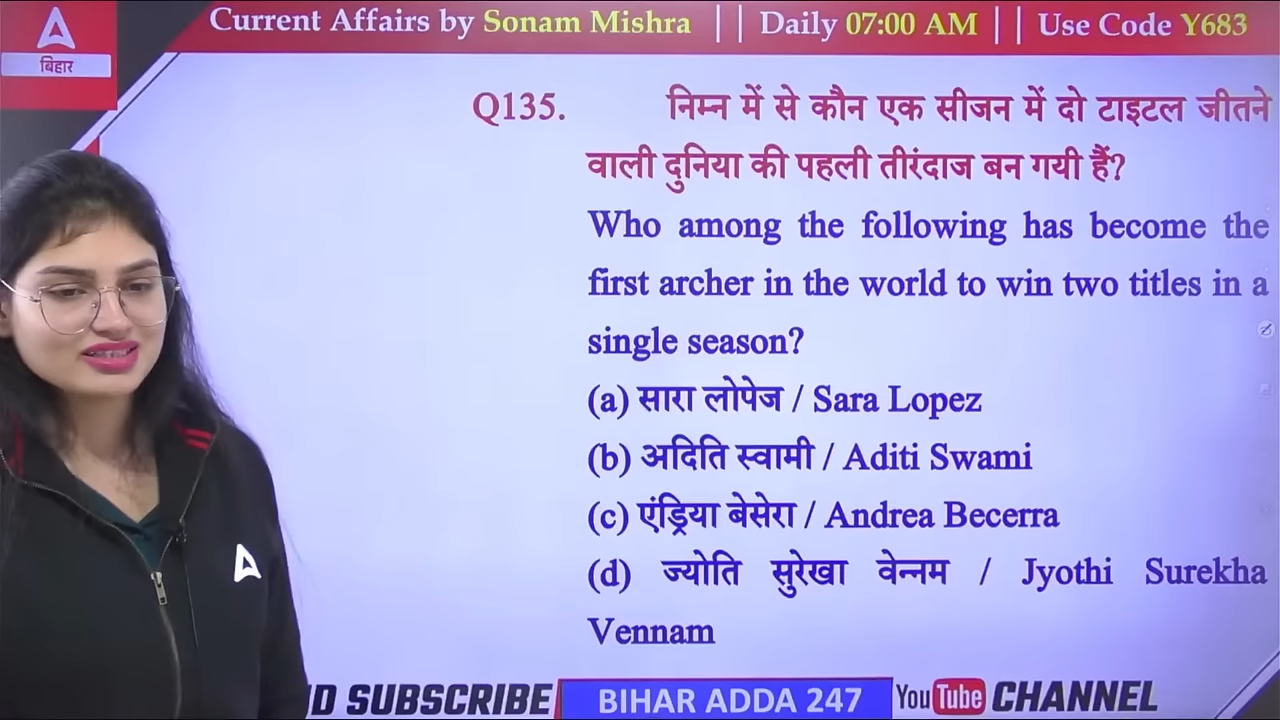 Current Affairs by Sonam Mishra || Daily 07:00 AM || Use Code Y683
बिहार
Q135. निम्न में से कौन एक सीजन में दो टाइटल जीतने
वाली दुनिया की पहली तीरंदाज बन गयी हैं?
Who among the following has become the
first archer in the world to win two titles in a
single season?
(a) सारा लोपेज / Sara Lopez
(b) अदिति स्वामी / Aditi Swami
(c) एंड्रिया बेसेरा / Andrea Becerra
(d) ज्योति सुरेखा वेन्नम / Jyothi Surekha
Vennam
D SUBSCRIBE BIHAR ADDA 247 YouTube CHANNEL